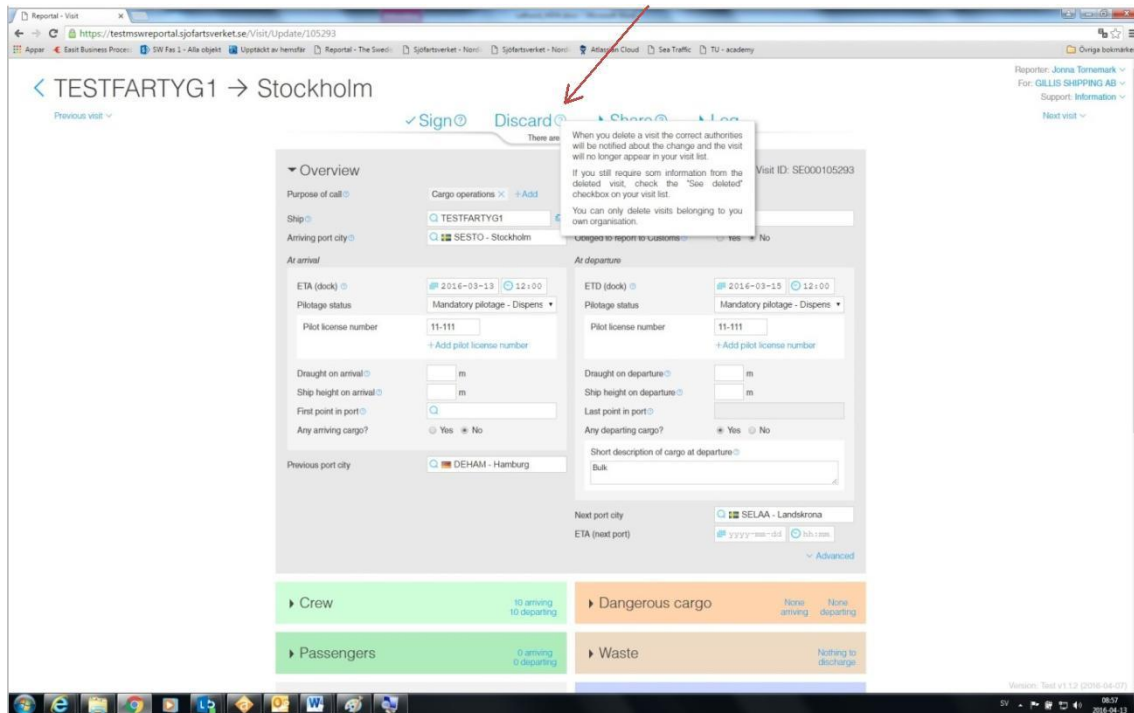 Reportal - Visit
https://testmswreportal.sjofartsverket.se/Visit/Update/105293
Appar Easit Business Proces SW Fas 1 - Alla objekt Upptäckt av herrsfär Reportal - The Swedi Sjöfartsverket - Nord Sjöfartsverket - Nord Atlassian Cloud Sea Traffic TU - academy Övriga bokmärken
Reporter: Jonna Tornemark
For: GILLIS SHIPPING AB
Support: Information
TESTFARTYG1 → Stockholm
Previous visit
Next visit
Sign Discard Share Log
There are
When you delete a visit the correct authorities
will be notified about the change and the visit
will no longer appear in your visit list.
If you still require som information from the
deleted visit, check the "See deleted"
checkbox on your visit list.
You can only delete visits belonging to you
own organisation.
Overview
Visit ID: SE000105293
Purpose of call Cargo operations × +Add
Ship TESTFARTYG1
Arriving port city SESTO - Stockholm
Obliged to report to Customs Yes No
At arrival
At departure
ETA (dock) 2016-03-13 12:00
ETD (dock) 2016-03-15 12:00
Pilotage status Mandatory pilotage - Dispens
Pilotage status Mandatory pilotage - Dispens
Pilot license number 11-111
Pilot license number 11-111
+Add pilot license number
+Add pilot license number
Draught on arrival m
Draught on departure m
Ship height on arrival m
Ship height on departure m
First point in port
Last point in port
Any arriving cargo? Yes No
Any departing cargo? Yes No
Short description of cargo at departure
Bulk
Previous port city DEHAM - Hamburg
Next port city SELAA - Landskrona
ETA (next port) yyyy-mm-dd hh:mm
Advanced
Crew
10 arriving
10 departing
Dangerous cargo
None arriving
None departing
Passengers
0 arriving
0 departing
Waste
Nothing to
discharge
Version: Test v1.1.2 (2016-04-07)
SV 08:57
2016-04-13